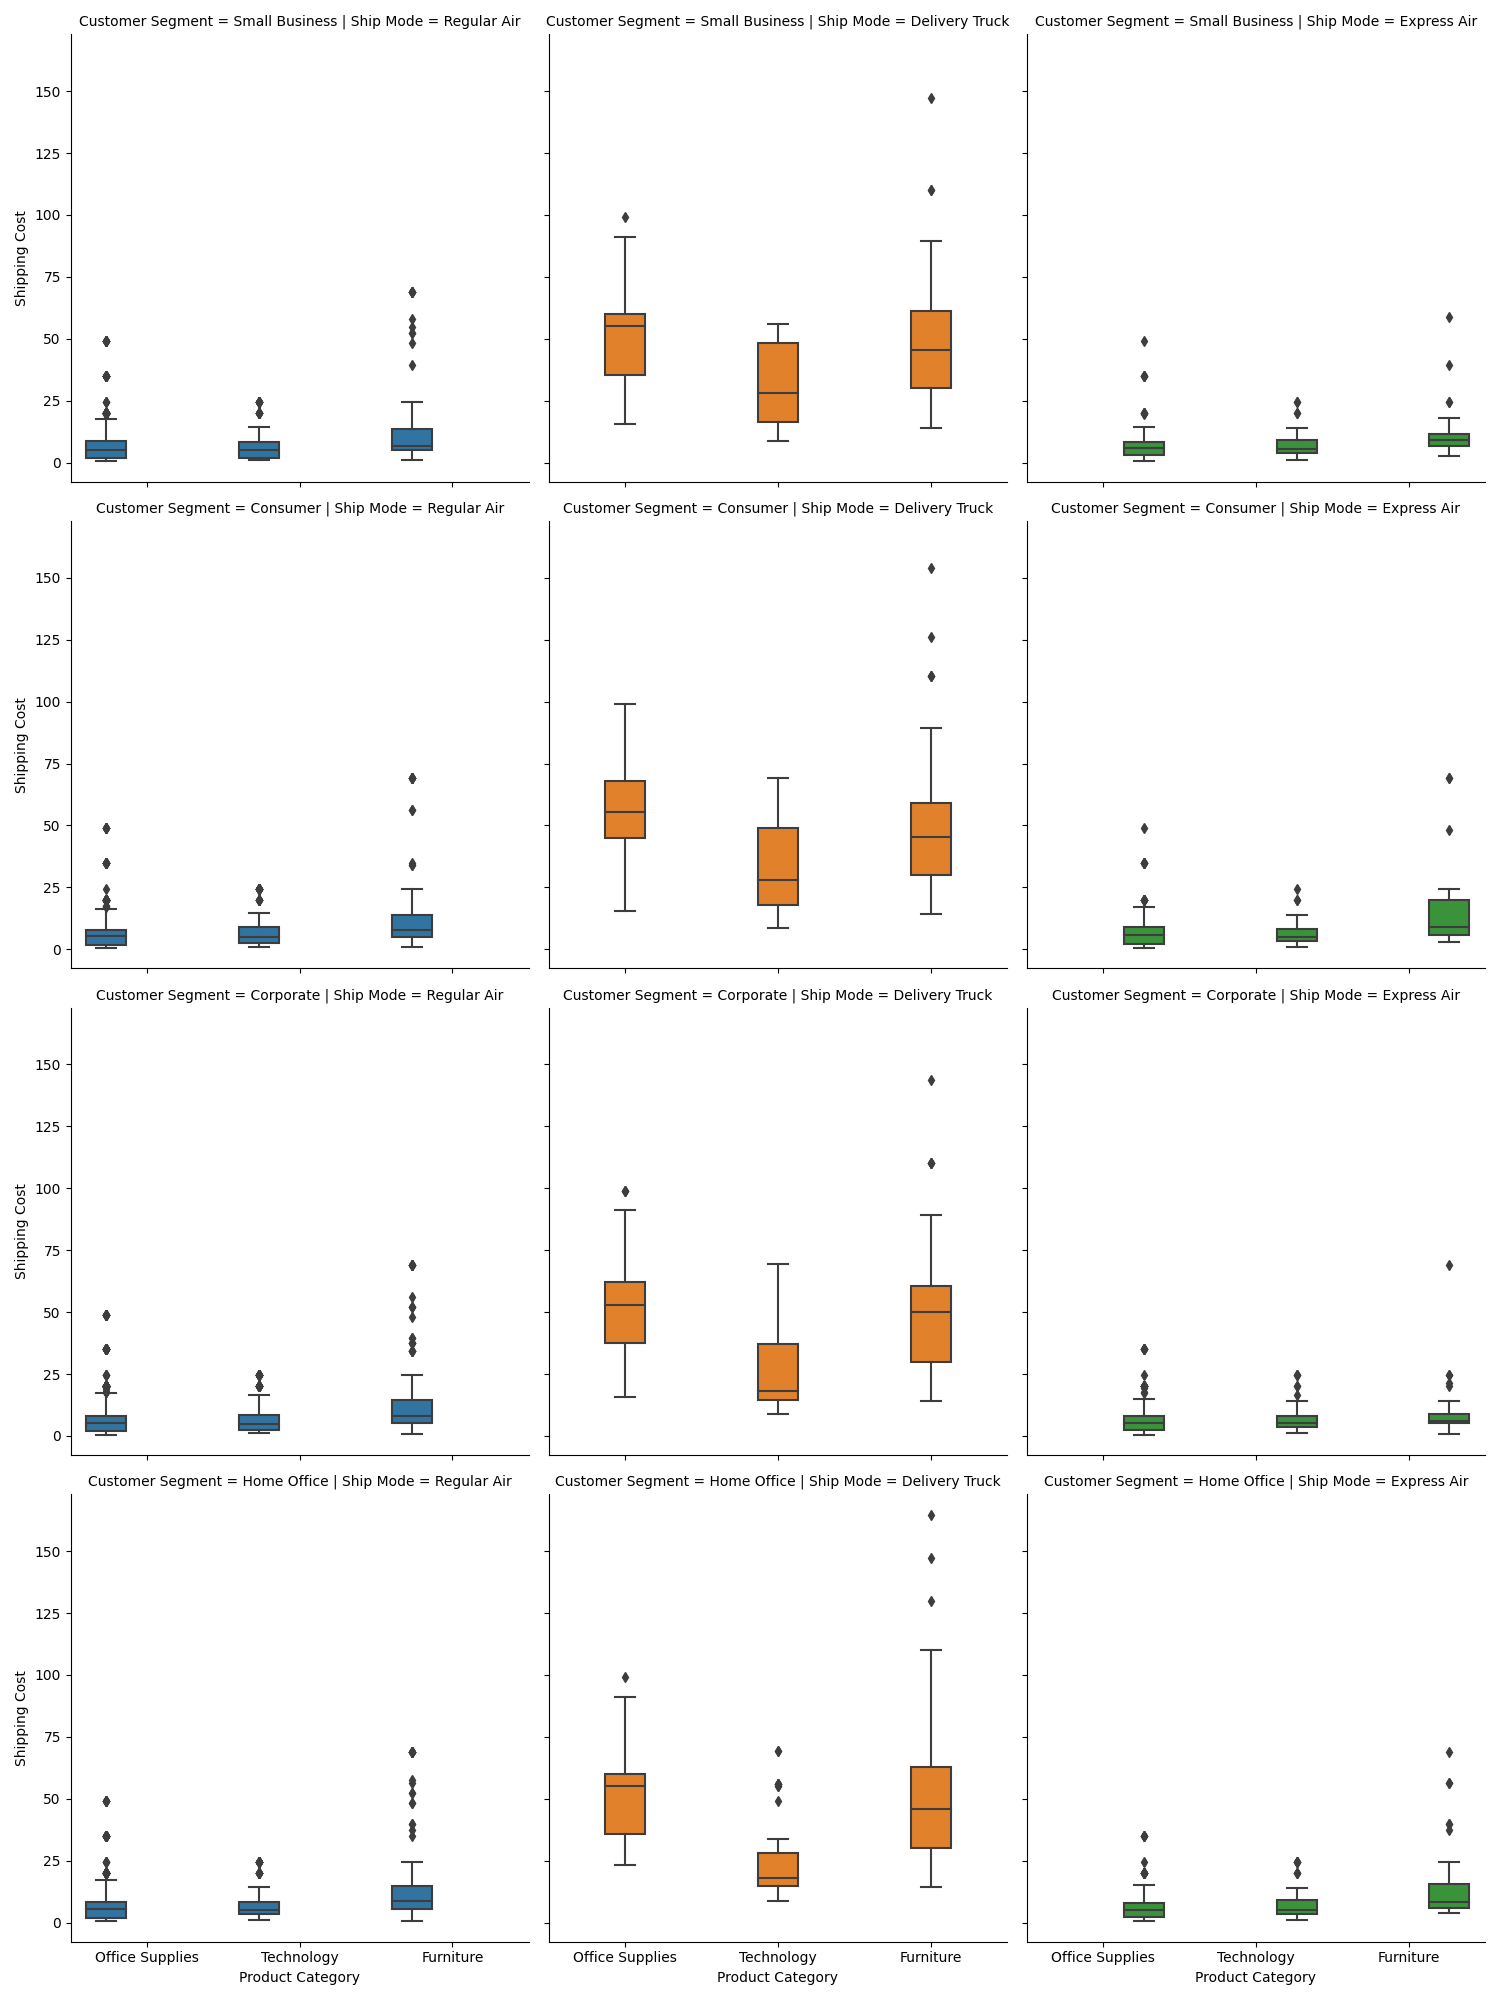 Customer Segment = Small Business | Ship Mode = Regular Air
Customer Segment = Small Business | Ship Mode = Delivery Truck
Customer Segment = Small Business | Ship Mode = Express Air
150
125
100
75
50
25
0
Shipping Cost
Customer Segment = Consumer | Ship Mode = Regular Air
Customer Segment = Consumer | Ship Mode = Delivery Truck
Customer Segment = Consumer | Ship Mode = Express Air
150
125
100
75
50
25
0
Shipping Cost
Customer Segment = Corporate | Ship Mode = Regular Air
Customer Segment = Corporate | Ship Mode = Delivery Truck
Customer Segment = Corporate | Ship Mode = Express Air
150
125
100
75
50
25
0
Shipping Cost
Customer Segment = Home Office | Ship Mode = Regular Air
Customer Segment = Home Office | Ship Mode = Delivery Truck
Customer Segment = Home Office | Ship Mode = Express Air
150
125
100
75
50
25
0
Shipping Cost
Office Supplies Technology Furniture
Product Category
Office Supplies Technology Furniture
Product Category
Office Supplies Technology Furniture
Product Category